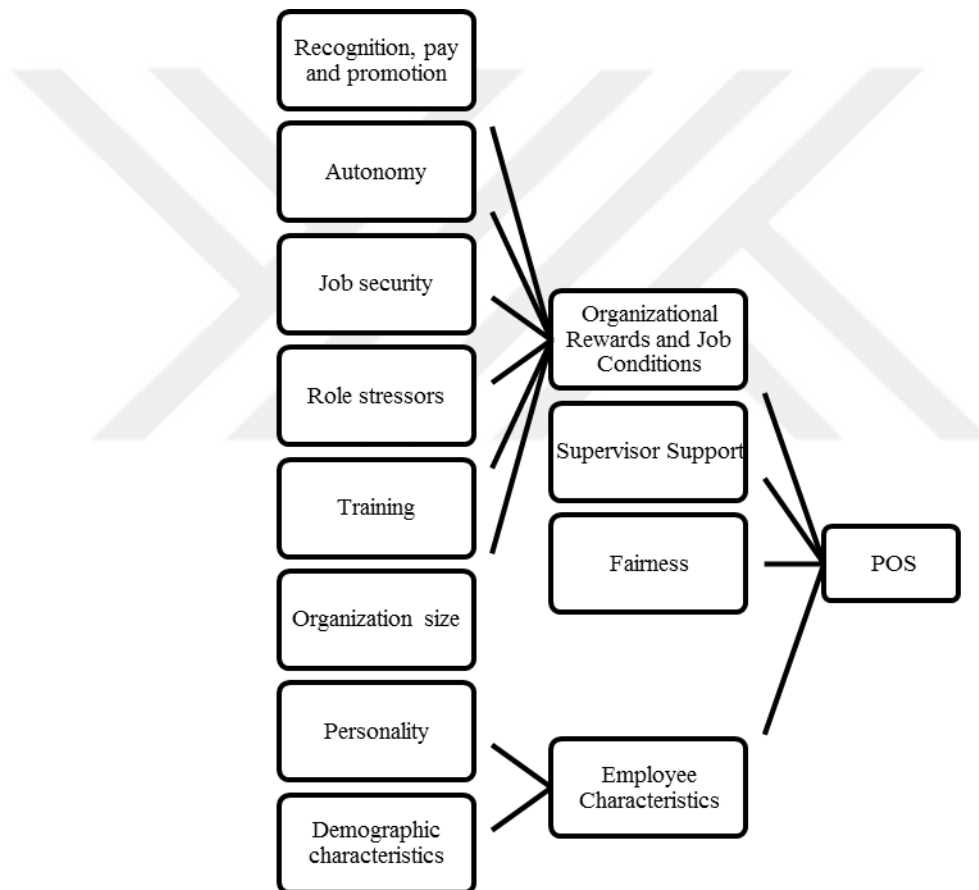 Recognition, pay
and promotion
Autonomy
Job security
Role stressors
Training
Organization size
Personality
Demographic
characteristics
Organizational
Rewards and Job
Conditions
Supervisor Support
Fairness
Employee
Characteristics
POS